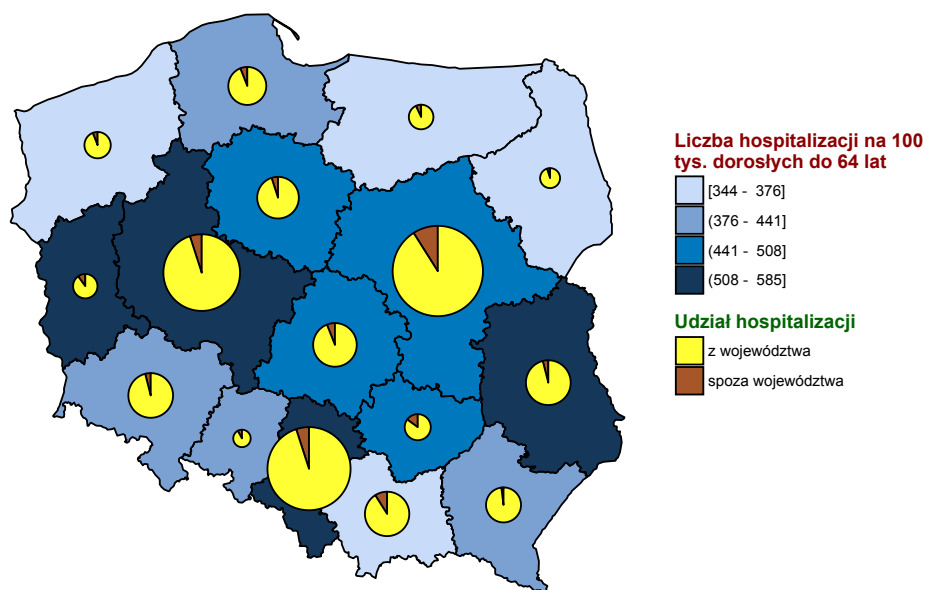 Liczba hospitalizacji na 100
tys. dorosłych do 64 lat
[344 - 376]
(376 - 441]
(441 - 508]
(508 - 585]
Udział hospitalizacji
z województwa
spoza województwa